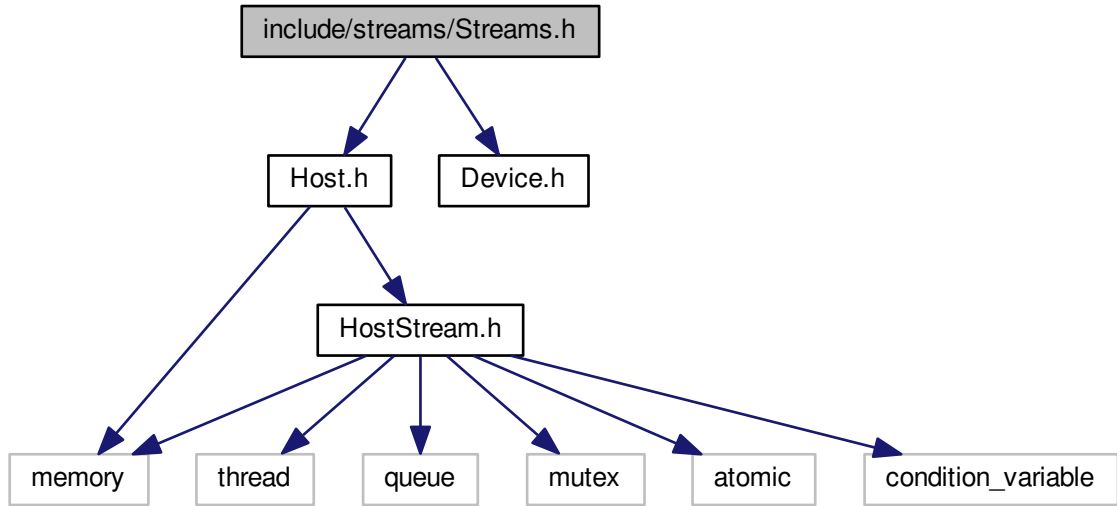 include/streams/Streams.h
Host.h
Device.h
HostStream.h
memory
thread
queue
mutex
atomic
condition_variable